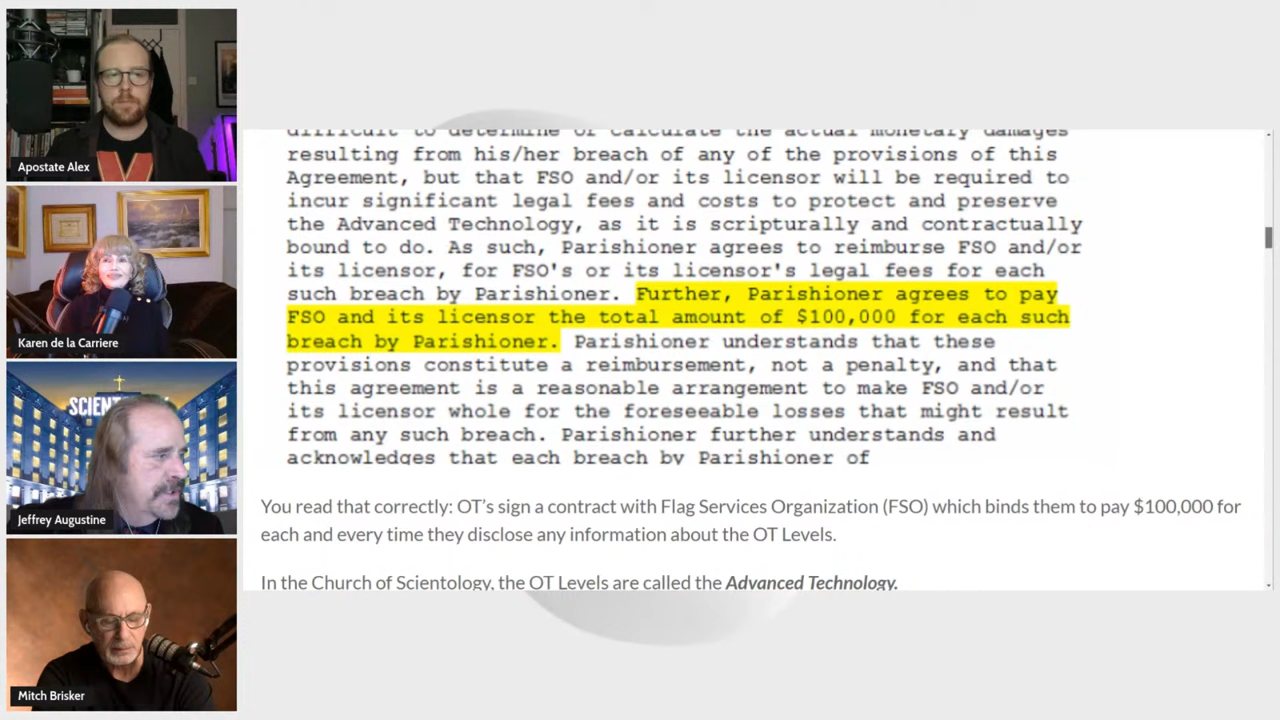 Apostate Alex
Karen de la Carriere
SCIENT
Jeffrey Augustine
Mitch Brisker
difficult to determine or calculate the actual monetary damages
resulting from his/her breach of any of the provisions of this
Agreement, but that FSO and/or its licensor will be required to
incur significant legal fees and costs to protect and preserve
the Advanced Technology, as it is scripturally and contractually
bound to do. As such, Parishioner agrees to reimburse FSO and/or
its licensor, for FSO's or its licensor's legal fees for each
such breach by Parishioner. Further, Parishioner agrees to pay
FSO and its licensor the total amount of $100,000 for each such
breach by Parishioner. Parishioner understands that these
provisions constitute a reimbursement, not a penalty, and that
this agreement is a reasonable arrangement to make FSO and/or
its licensor whole for the foreseeable losses that might result
from any such breach. Parishioner further understands and
acknowledges that each breach by Parishioner of
You read that correctly: OT’s sign a contract with Flag Services Organization (FSO) which binds them to pay $100,000 for
each and every time they disclose any information about the OT Levels.
In the Church of Scientology, the OT Levels are called the Advanced Technology.